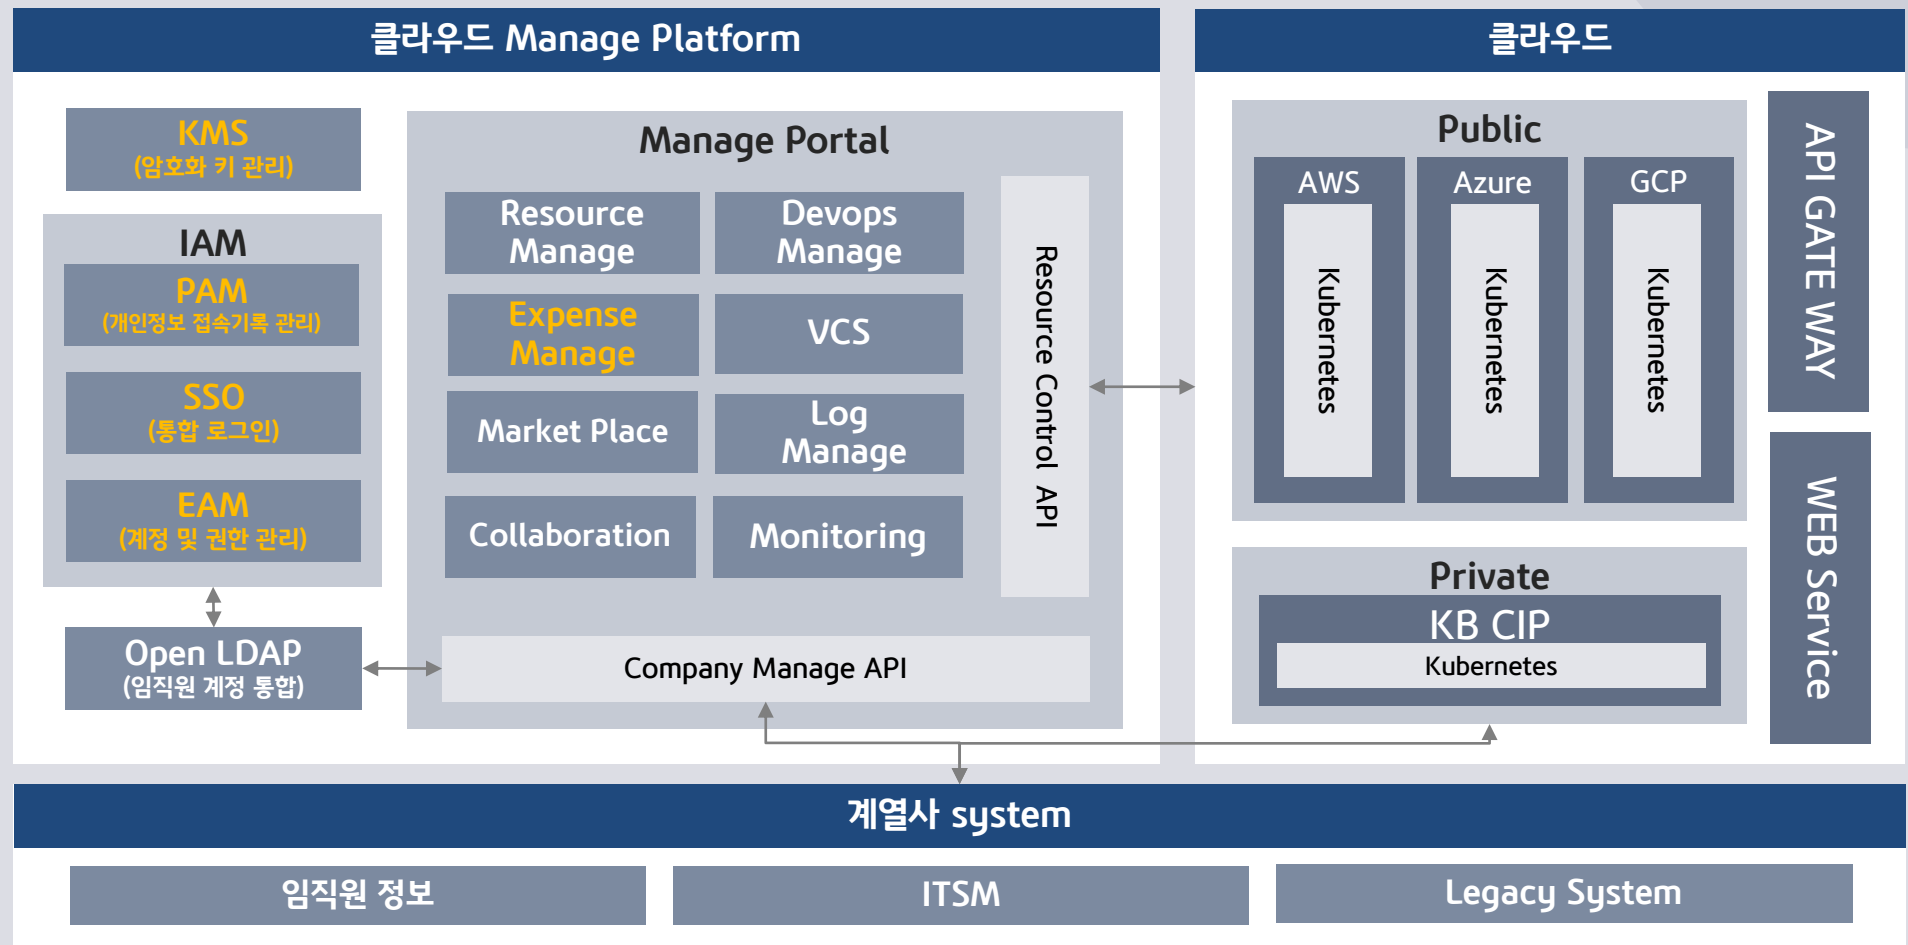 클라우드 Manage Platform
KMS
(암호화 키 관리)
IAM
PAM
(개인정보 접속기록 관리)
SSO
(통합 로그인)
EAM
(계정 및 권한 관리)
Open LDAP
(임직원 계정 통합)
Manage Portal
Resource
Manage
Devops
Manage
Expense
Manage
VCS
Market Place
Log
Manage
Collaboration
Monitoring
Resource Control API
Company Manage API
클라우드
Public
AWS
Kubernetes
Azure
Kubernetes
GCP
Kubernetes
Private
KB CIP
Kubernetes
API GATE WAY
WEB Service
계열사 system
임직원 정보
ITSM
Legacy System